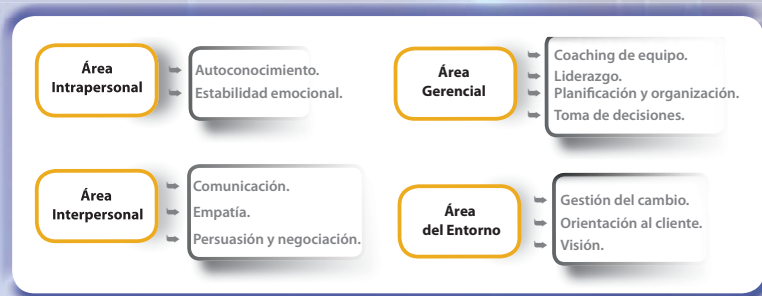 Área
Intrapersonal
Autoconocimiento.
Estabilidad emocional.
Área
Gerencial
Coaching de equipo.
Liderazgo.
Planificación y organización.
Toma de decisiones.
Área
Interpersonal
Comunicación.
Empatía.
Persuasión y negociación.
Área
del Entorno
Gestión del cambio.
Orientación al cliente.
Visión.